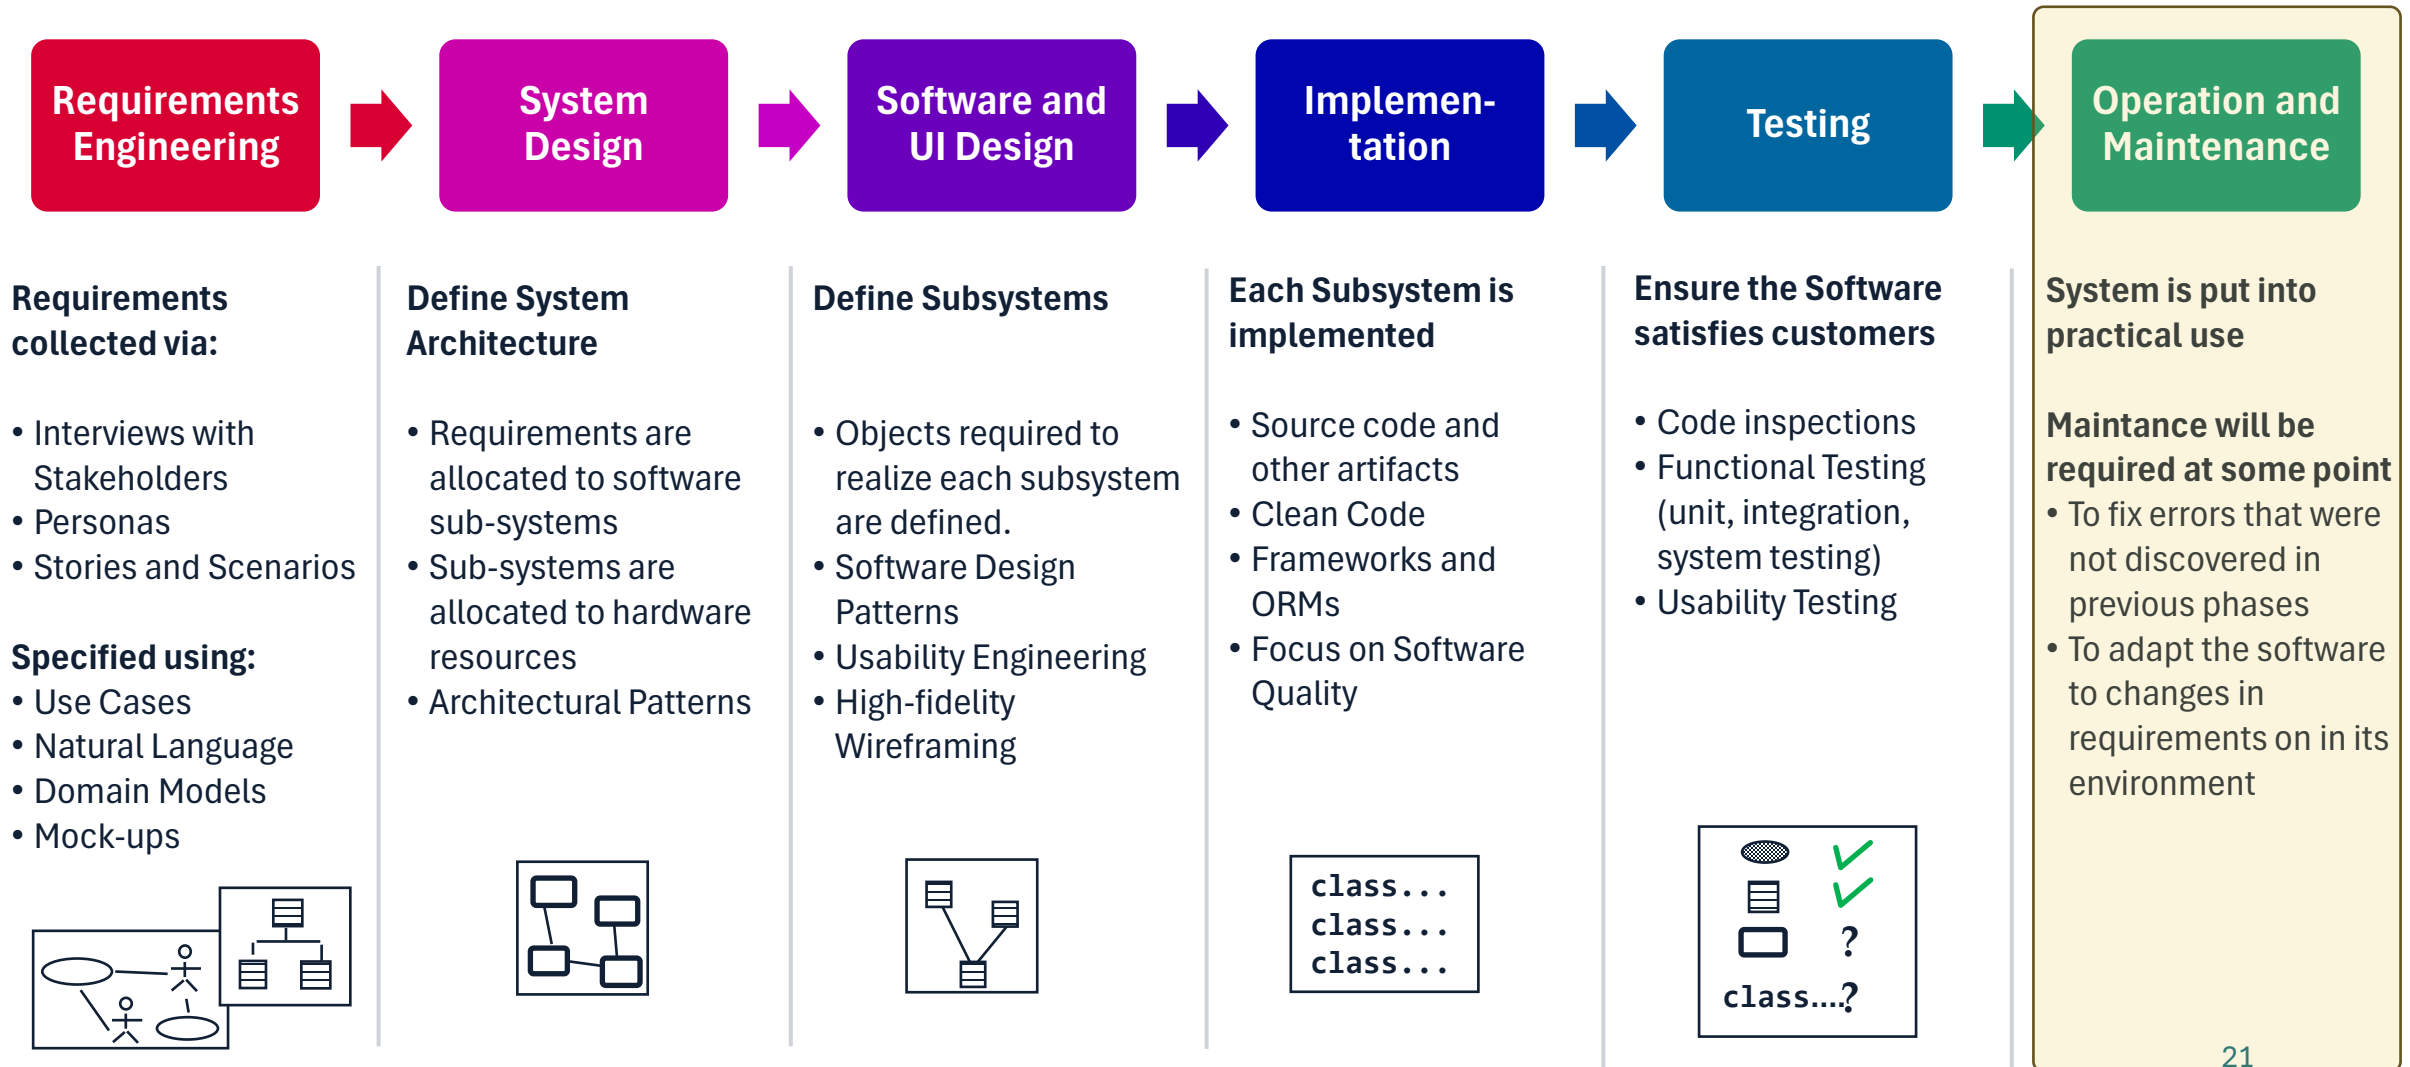 Requirements
Engineering
System
Design
Software and
UI Design
Implemen-
tation
Testing
Operation and
Maintenance
Requirements
collected via:
• Interviews with
Stakeholders
• Personas
• Stories and Scenarios
Specified using:
• Use Cases
• Natural Language
• Domain Models
• Mock-ups
Define System
Architecture
• Requirements are
allocated to software
sub-systems
• Sub-systems are
allocated to hardware
resources
• Architectural Patterns
Define Subsystems
• Objects required to
realize each subsystem
are defined.
• Software Design
Patterns
• Usability Engineering
• High-fidelity
Wireframing
Each Subsystem is
implemented
• Source code and
other artifacts
• Clean Code
• Frameworks and
ORMs
• Focus on Software
Quality
class...
class...
class...
Ensure the Software
satisfies customers
• Code inspections
• Functional Testing
(unit, integration,
system testing)
• Usability Testing
?
class....?
System is put into
practical use
Maintance will be
required at some point
• To fix errors that were
not discovered in
previous phases
• To adapt the software
to changes in
requirements on in its
environment
21